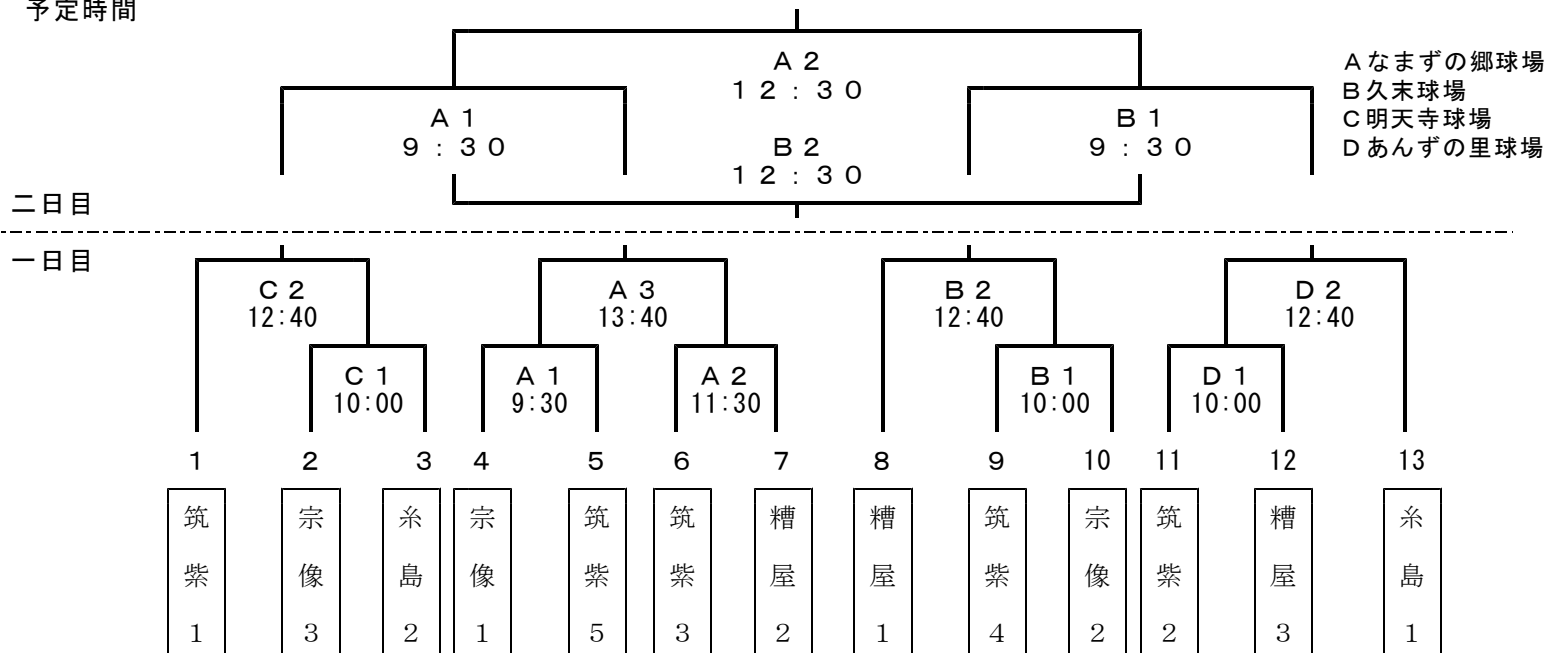 予定時間
A2
12:30
Aなまずの郷球場
B久末球場
C明天寺球場
Dあんずの里球場
A1
9:30
B1
9:30
B2
12:30
二日目
一日目
C2
12:40
A3
13:40
B2
12:40
D2
12:40
C1
10:00
A1
9:30
A2
11:30
B1
10:00
D1
10:00
1 2 3 4 5 6 7 8 9 10 11 12 13
筑紫1
宗像3
糸島2
宗像1
筑紫5
筑紫3
糟屋2
糟屋1
筑紫4
宗像2
筑紫2
糟屋3
糸島1